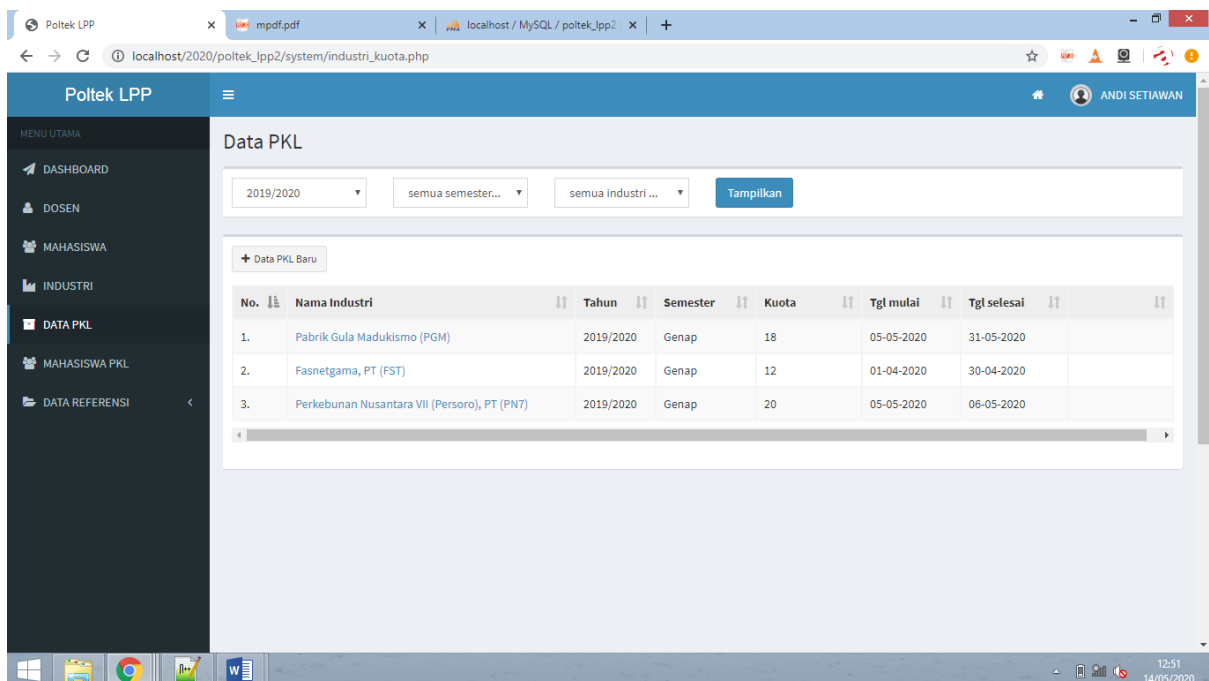 Poltek LPP
mpdf.pdf
localhost / MySQL / poltek_lpp2
localhost/2020/poltek_lpp2/system/industri_kuota.php
Poltek LPP
ANDI SETIAWAN
MENU UTAMA
DASHBOARD
DOSEN
MAHASISWA
INDUSTRI
DATA PKL
MAHASISWA PKL
DATA REFERENSI
Data PKL
2019/2020 semua semester... semua industri ... Tampilkan
Data PKL Baru
No. Nama Industri Tahun Semester Kuota Tgl mulai Tgl selesai
1. Pabrik Gula Madukismo (PGM) 2019/2020 Genap 18 05-05-2020 31-05-2020
2. Fasnetgama, PT (FST) 2019/2020 Genap 12 01-04-2020 30-04-2020
3. Perkebunan Nusantara VII (Persoro), PT (PN7) 2019/2020 Genap 20 05-05-2020 06-05-2020
12:51
14/05/2020